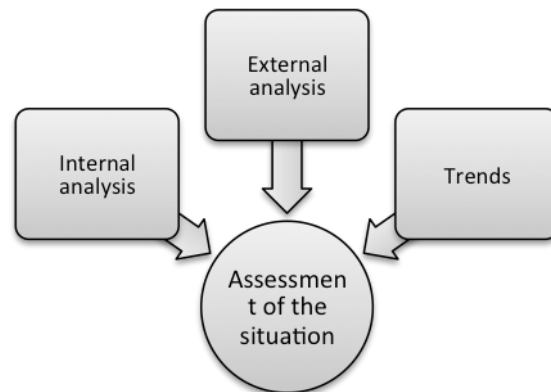 External
analysis
Internal
analysis
Trends
Assessmen
t of the
situation